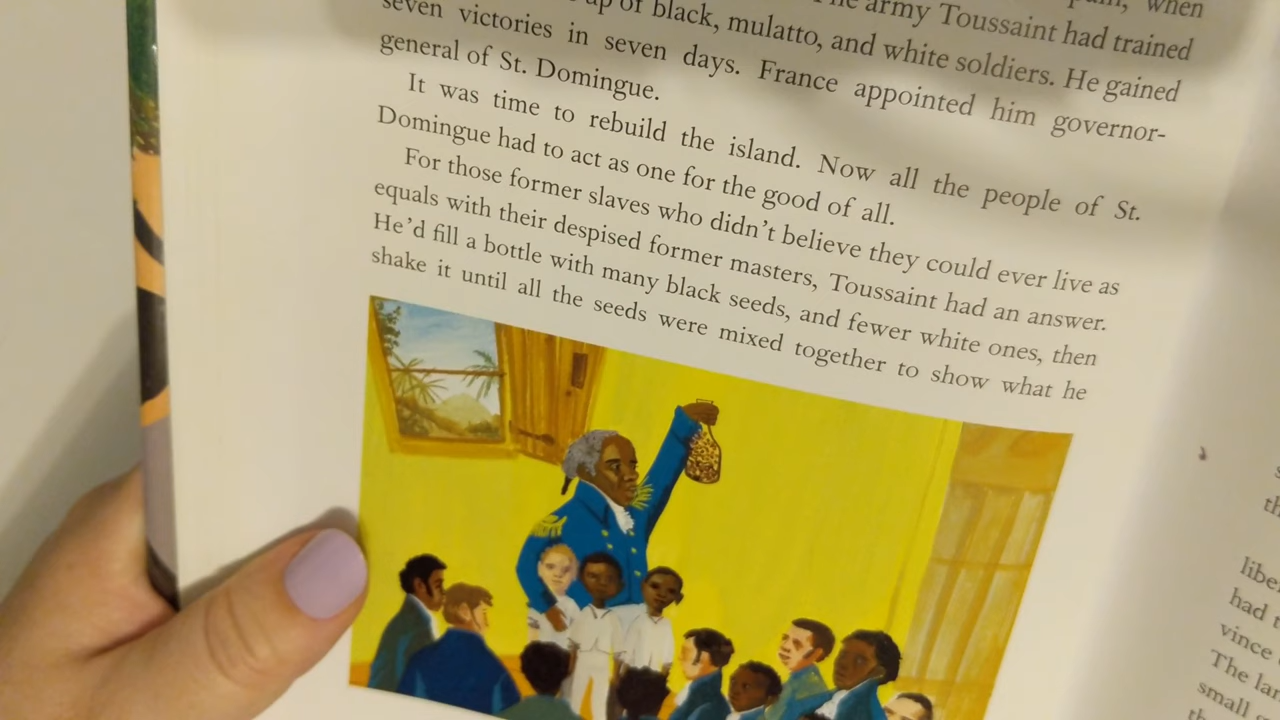 when
up of black, mulatto, and white soldiers. He gained
army Toussaint had trained
seven victories in seven days. France appointed him governor-
general of St. Domingue.
It was time to rebuild the island. Now all the people of St.
Domingue had to act as one for the good of all.
For those former slaves who didn't believe they could ever live as
equals with their despised former masters, Toussaint had an answer.
He'd fill a bottle with many black seeds, and fewer white ones, then
shake it until all the seeds were mixed together to show what he
had
vince
The
small